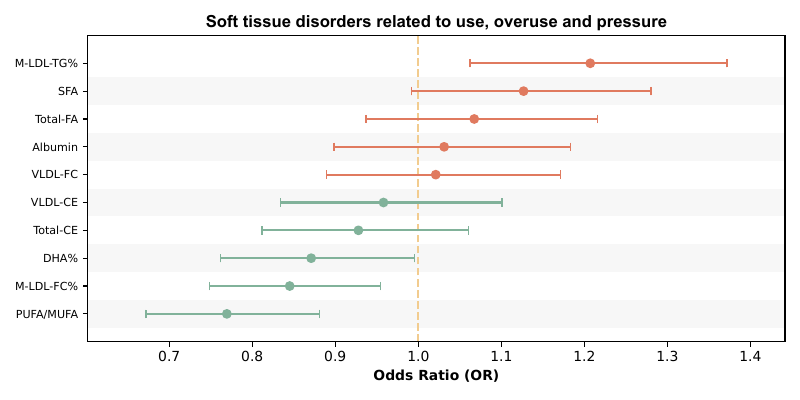 Soft tissue disorders related to use, overuse and pressure
M-LDL-TG%
SFA
Total-FA
Albumin
VLDL-FC
VLDL-CE
Total-CE
DHA%
M-LDL-FC%
PUFA/MUFA
0.7 0.8 0.9 1.0 1.1 1.2 1.3 1.4
Odds Ratio (OR)